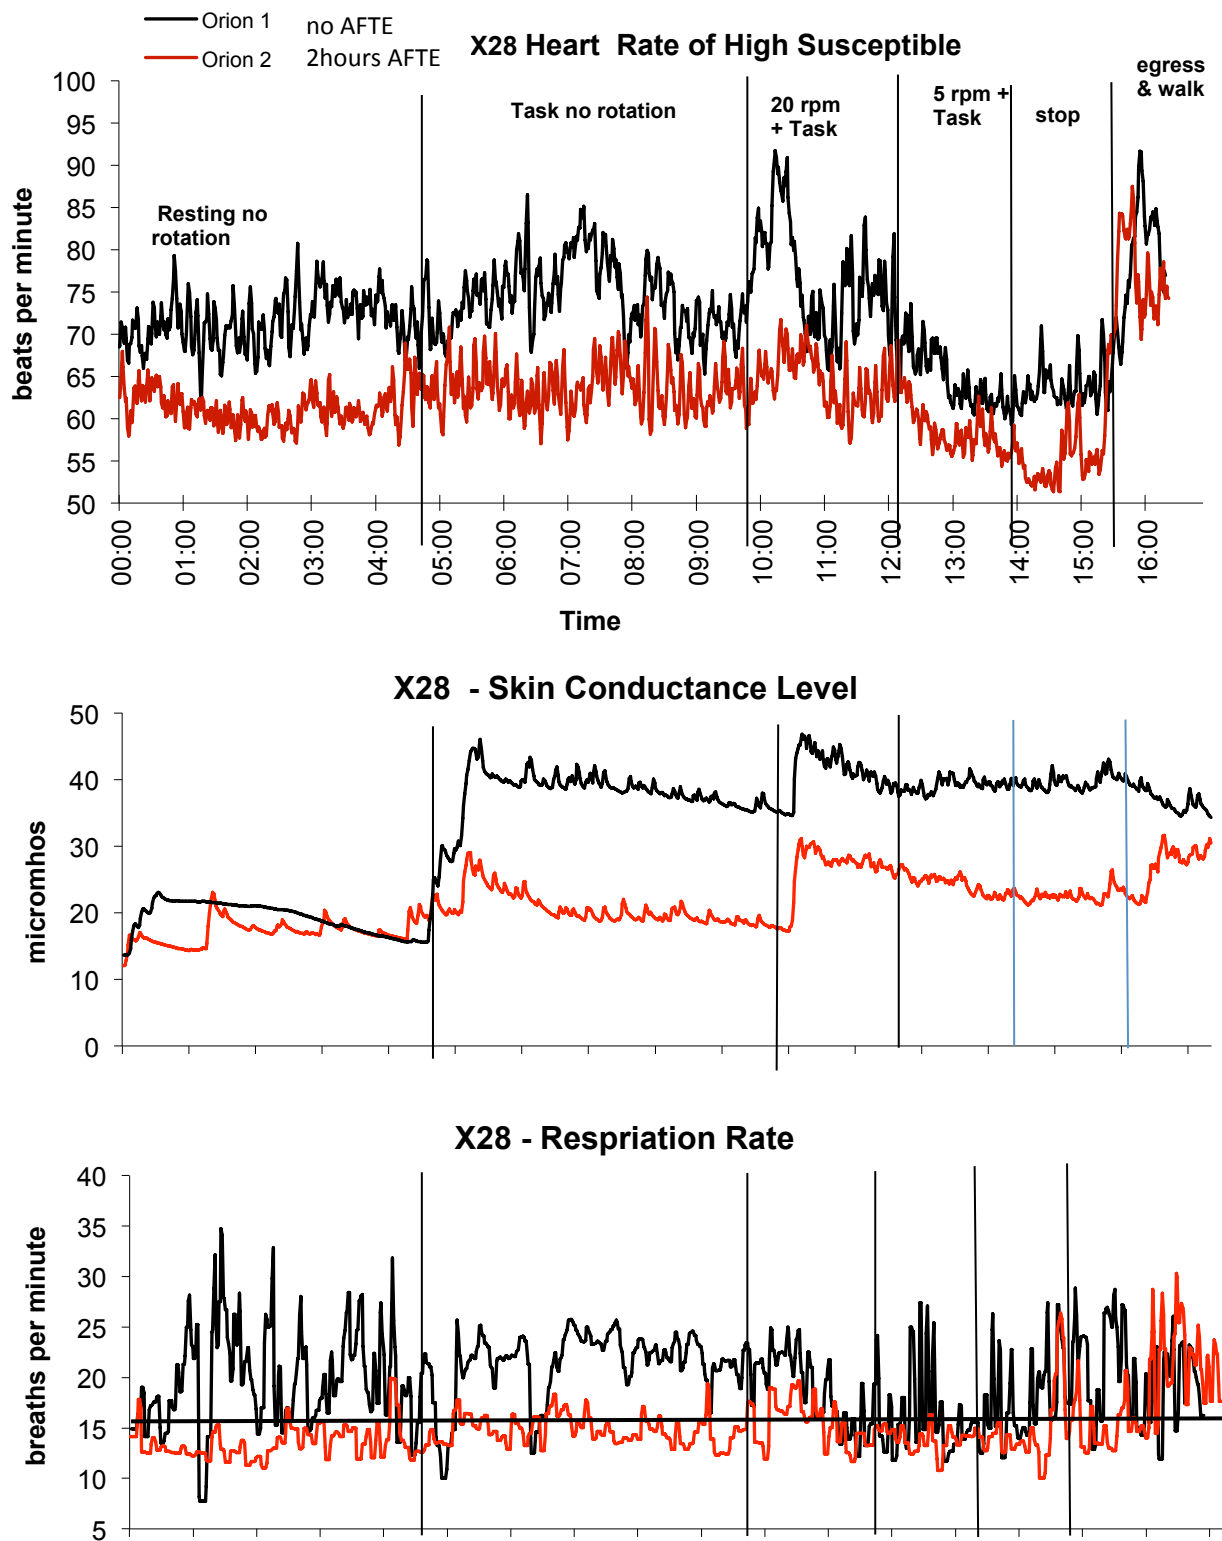 Orion 1 no AFTE
Orion 2 2hours AFTE
X28 Heart Rate of High Susceptible
egress
& walk
100
95
90
85
80
75
70
65
60
55
50
beats per minute
Resting no
rotation
Task no rotation
20 rpm
+ Task
5 rpm +
Task
stop
00:00
01:00
02:00
03:00
04:00
05:00
06:00
07:00
08:00
09:00
10:00
11:00
12:00
13:00
14:00
15:00
16:00
Time
X28 - Skin Conductance Level
50
40
30
20
10
0
micromhos
X28 - Respriation Rate
40
35
30
25
20
15
10
5
breaths per minute